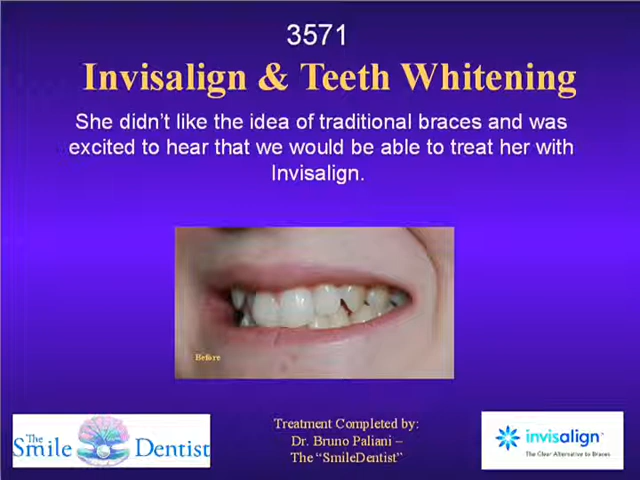 3571
Invisalign & Teeth Whitening
She didn't like the idea of traditional braces and was
excited to hear that we would be able to treat her with
Invisalign.
Before
The
Smile Dentist
Treatment Completed by:
Dr. Bruno Paliani –
The "SmileDentist"
invisalign
The Clear Alternative to Braces